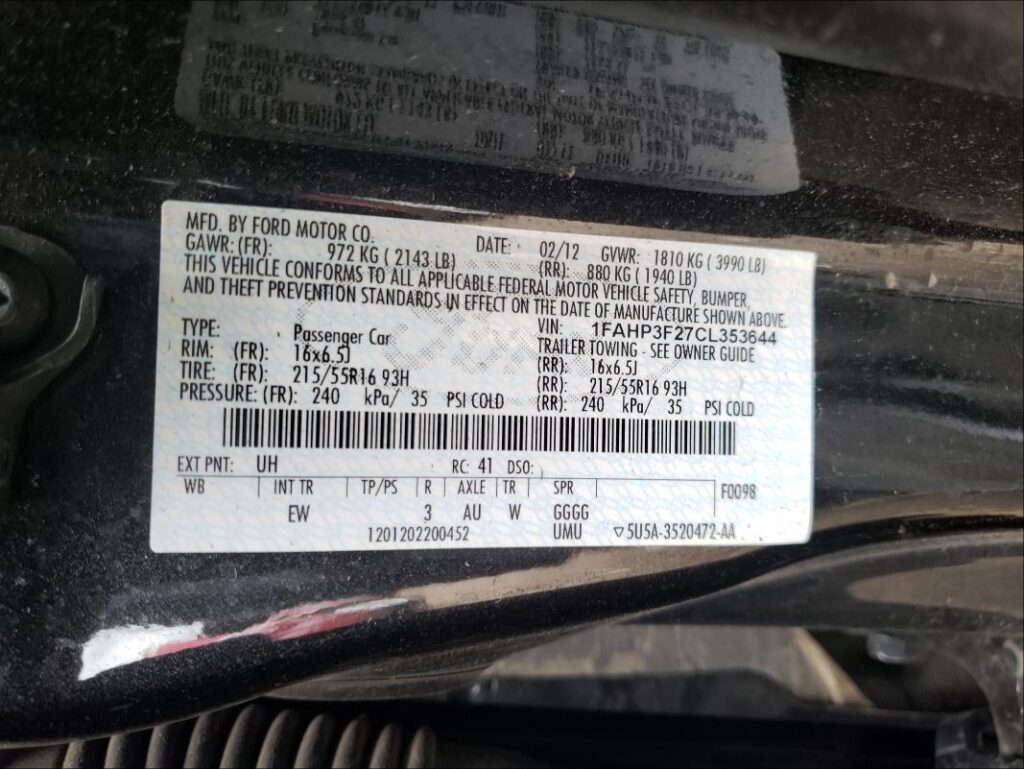 MFD. BY FORD MOTOR CO. DATE: 02/12 GVWR: 1810 KG ( 3990 LB)
GAWR: (FR): 972 KG ( 2143 LB) (RR): 880 KG ( 1940 LB)
THIS VEHICLE CONFORMS TO ALL APPLICABLE FEDERAL MOTOR VEHICLE SAFETY, BUMPER,
AND THEFT PREVENTION STANDARDS IN EFFECT ON THE DATE OF MANUFACTURE SHOWN ABOVE.
VIN: 1FAHP3F27CL353644
TYPE: Passenger Car TRAILER TOWING - SEE OWNER GUIDE
RIM: (FR): 16x6.5J (RR): 16x6.5J
TIRE: (FR): 215/55R16 93H (RR): 215/55R16 93H
PRESSURE: (FR): 240 kPa/ 35 PSI COLD (RR): 240 kPa/ 35 PSI COLD
EXT PNT: UH RC: 41 DSO:
WB INT TR TP/PS R AXLE TR SPR F0098
EW 3 AU W GGGG
1201202200452 UMU ▽5U5A-3520472-AA